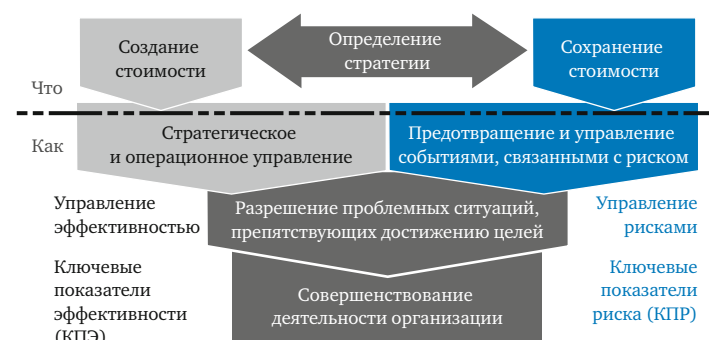 Создание
стоимости
Определение
стратегии
Сохранение
стоимости
Что
Как
Стратегическое
и операционное управление
Предотвращение и управление
событиями, связанными с риском
Управление
эффективностью
Разрешение проблемных ситуаций,
препятствующих достижению целей
Управление
рисками
Ключевые
показатели
эффективности
(КПЭ)
Совершенствование
деятельности организации
Ключевые
показатели
риска (КПР)